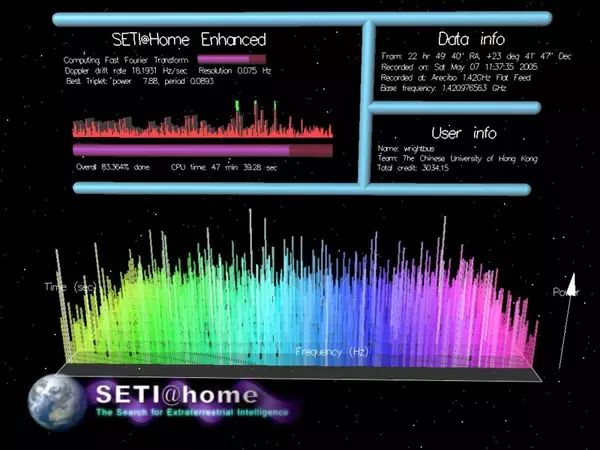 SETI@Home Enhanced
Computing Fast Fourier Transform
Doppler drift rate 18.1931 Hz/sec Resolution 0.075 Hz
Best Triplet: power 7.88, period 0.0893
Overall 83.364% done CPU time: 47 min 39.28 sec
Data info
From: 22 hr 49' 40'' RA, +23 deg 41' 47'' Dec
Recorded on: Sat May 07 11:37:35 2005
Recorded at: Arecibo 1.42GHz Flat Feed
Base frequency: 1.420976563 GHz
User info
Name: wrightbus
Team: The Chinese University of Hong Kong
Total credit: 3034.15
Time (sec)
Power
Frequency (Hz)
SETI@home
The Search for Extraterrestrial Intelligence